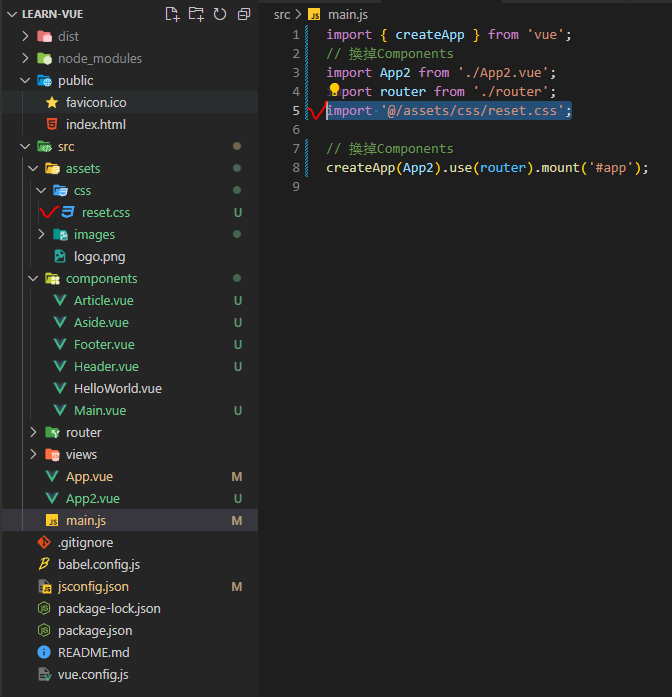 LEARN-VUE
dist
node_modules
public
favicon.ico
index.html
src
assets
css
reset.css U
images
logo.png
components
Article.vue U
Aside.vue U
Footer.vue U
Header.vue U
HelloWorld.vue
Main.vue U
router
views
App.vue M
App2.vue U
main.js M
.gitignore
babel.config.js
jsconfig.json M
package-lock.json
package.json
README.md
vue.config.js
src > JS main.js
1 import { createApp } from 'vue';
2 // 換掉Components
3 import App2 from './App2.vue';
4 port router from './router';
5 import '@/assets/css/reset.css';
6
7 // 換掉Components
8 createApp(App2).use(router).mount('#app');
9